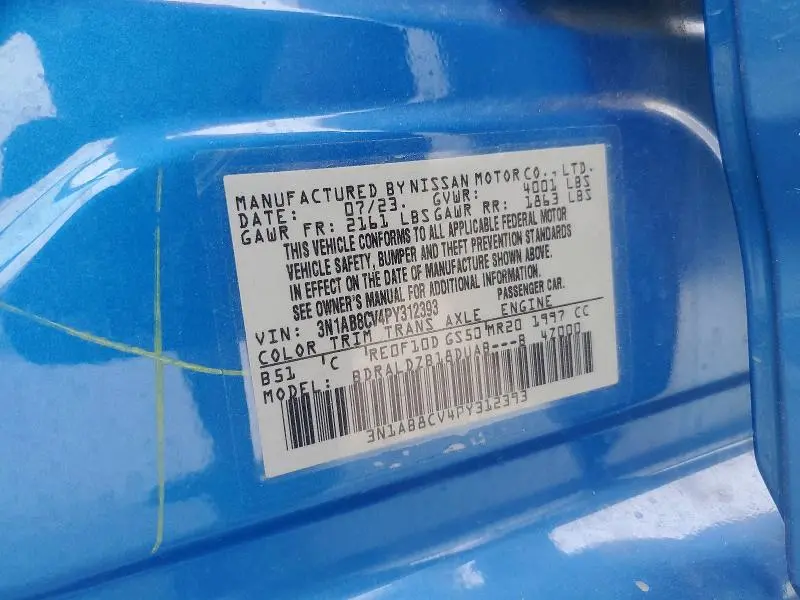 MANUFACTURED BY NISSAN MOTOR CO., LTD.
DATE: 07/23. GVWR: 4001 LBS
GAWR FR: 2161 LBS GAWR RR: 1863 LBS
THIS VEHICLE CONFORMS TO ALL APPLICABLE FEDERAL MOTOR
VEHICLE SAFETY, BUMPER AND THEFT PREVENTION STANDARDS
IN EFFECT ON THE DATE OF MANUFACTURE SHOWN ABOVE.
SEE OWNER'S MANUAL FOR ADDITIONAL INFORMATION.
VIN: 3N1AB8CV4PY312393 PASSENGER CAR.
COLOR TRIM TRANS AXLE ENGINE
B51 'C 'RE0F10D GS50 MR20 1997 CC
MODEL: BDRALDZB18DUAB---B 47000
3N1AB8CV4PY312393